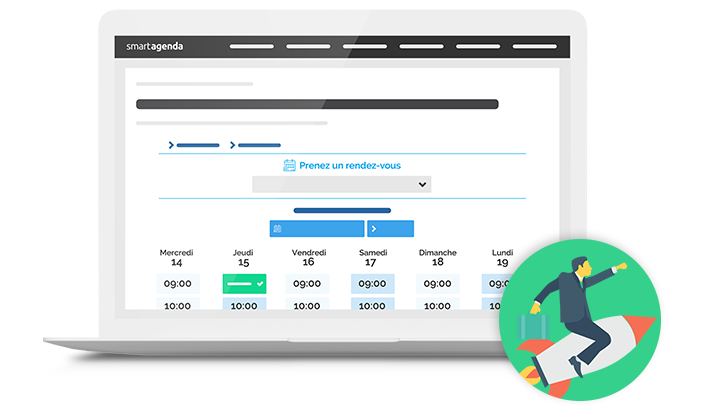 smartagenda
Prenez un rendez-vous
Mercredi Jeudi Vendredi Samedi Dimanche Lundi
14 15 16 17 18 19
09:00 09:00 09:00 09:00 09:0
10:00 10:00 10:00 10:00 10:00 10:00